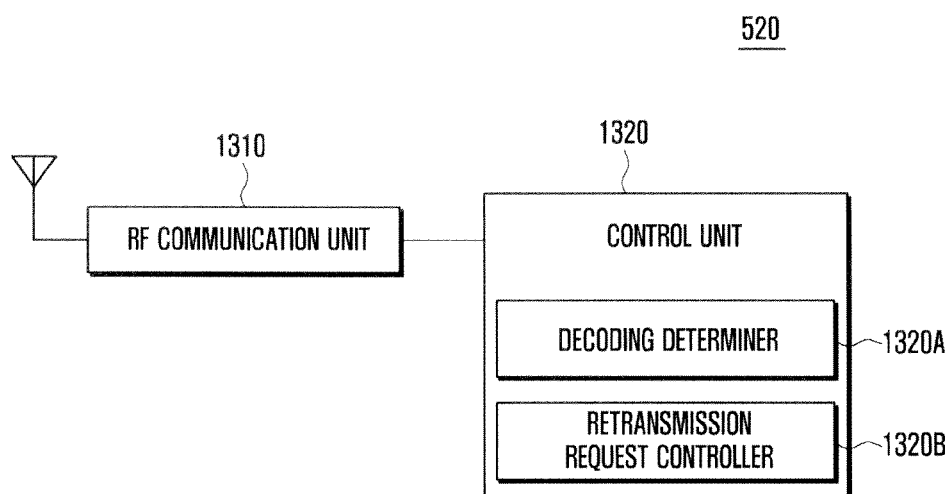 520
1310
1320
RF COMMUNICATION UNIT
CONTROL UNIT
DECODING DETERMINER
1320A
RETRANSMISSION
REQUEST CONTROLLER
1320B